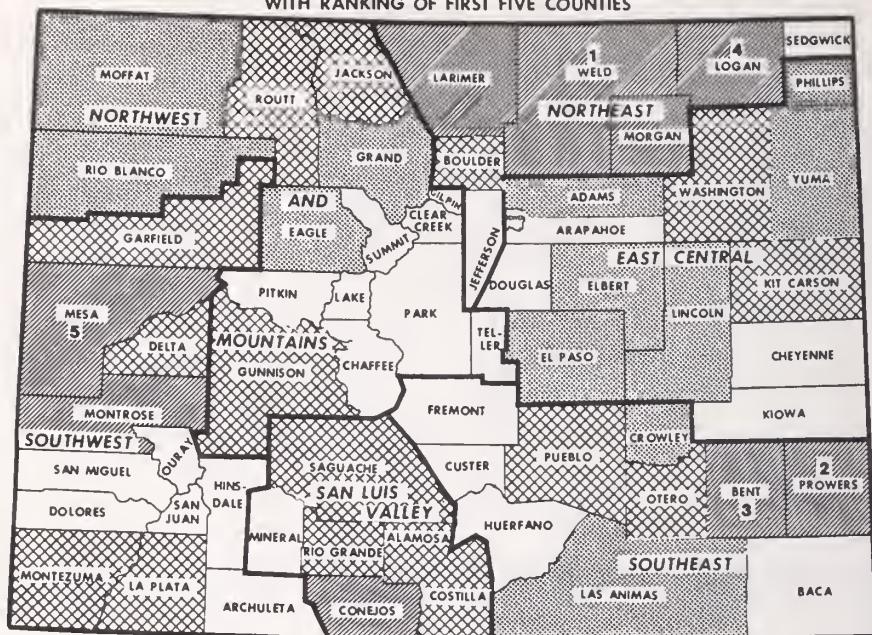 WITH RANKING OF FIRST FIVE COUNTIES
MOFFAT
ROUTT
JACKSON
LARIMER
1
WELD
4
LOGAN
SEDGWICK
PHILLIPS
NORTHWEST
NORTHEAST
MORGAN
RIO BLANCO
GRAND
BOULDER
WASHINGTON
YUMA
AND
EAGLE
GILPIN
CLEAR
CREEK
ADAMS
ARAPAHOE
GARFIELD
SUMMIT
JEFFERSON
EAST CENTRAL
MESA
5
PITKIN
LAKE
PARK
DOUGLAS
ELBERT
LINCOLN
KIT CARSON
DELTA
MOUNTAINS
GUNNISON
CHAFFEE
TEL-
LER
EL PASO
CHEYENNE
MONTROSE
FREMONT
KIOWA
SOUTHWEST
OURAY
SAN MIGUEL
SAGUACHE
CUSTER
PUEBLO
CROWLEY
DOLORES
SAN
JUAN
HINS-
DALE
SAN LUIS
VALLEY
OTERO
BENT
3
2
PROWERS
MINERAL
RIO GRANDE
ALAMOSA
HUERFANO
SOUTHEAST
MONTEZUMA
LA PLATA
ARCHULETA
CONEJOS
COSTILLA
LAS ANIMAS
BACA